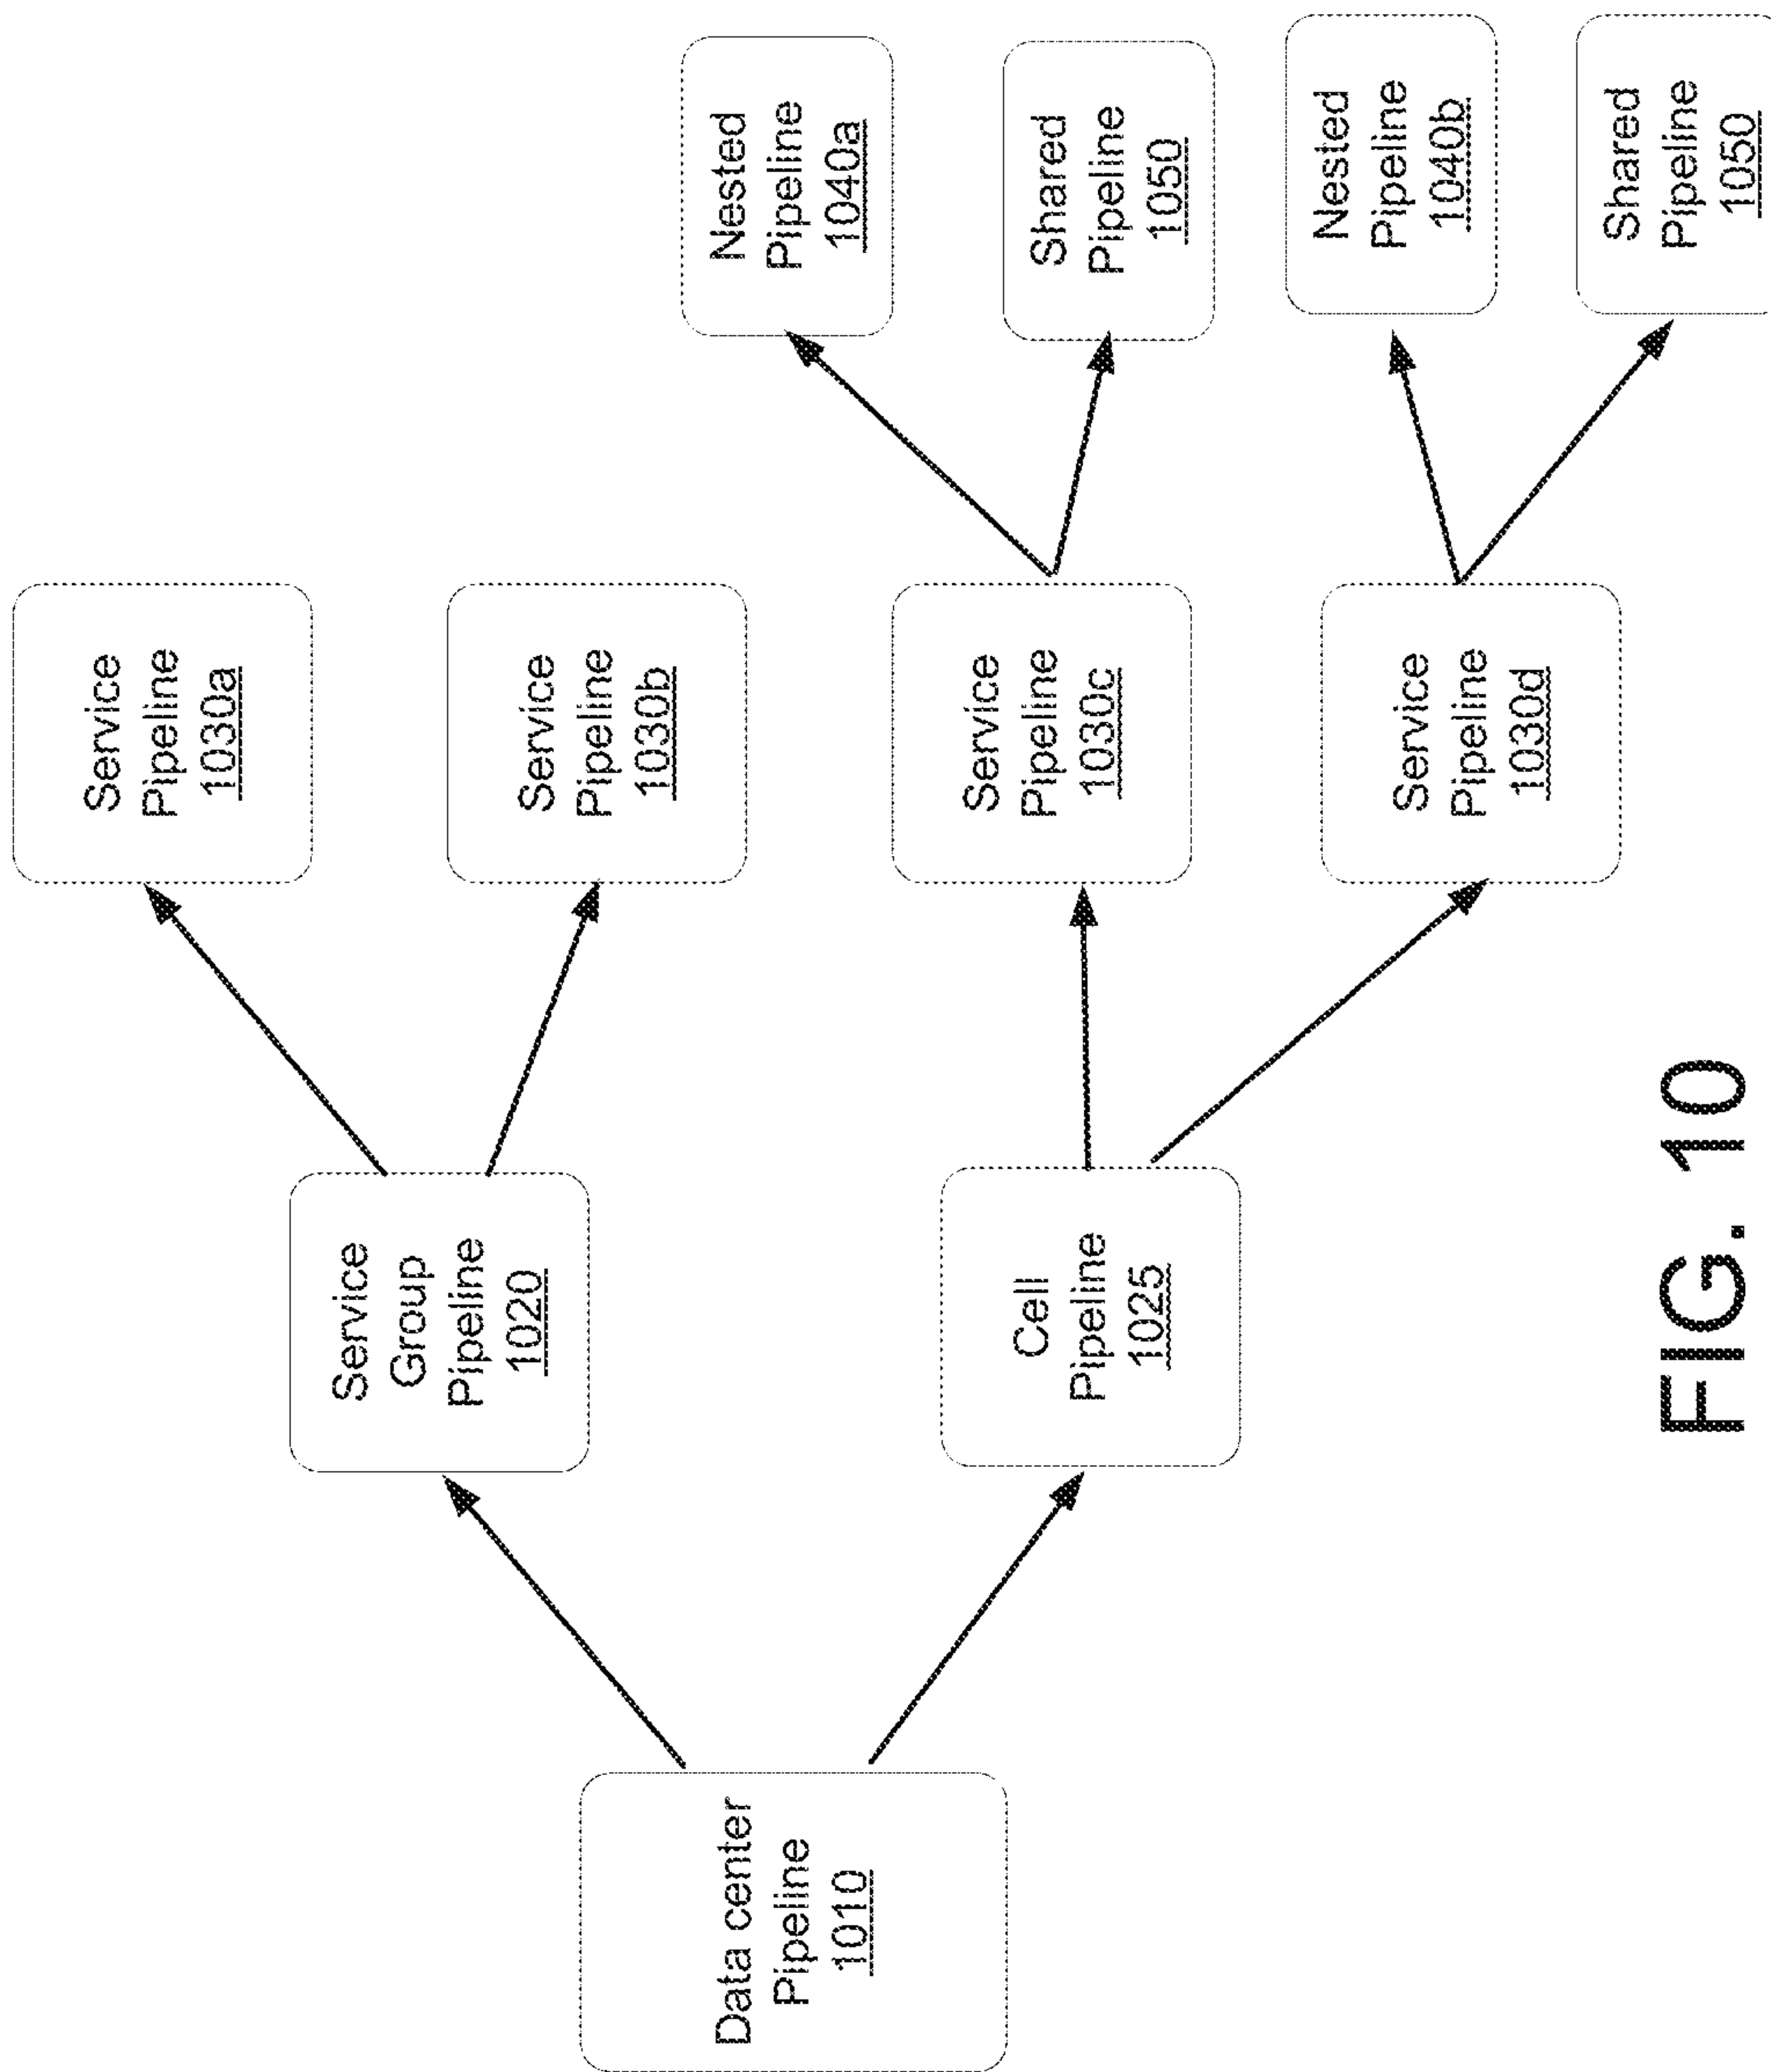 Data center
Pipeline
1010
Service
Group
Pipeline
1020
Cell
Pipeline
1025
Service
Pipeline
1030a
Service
Pipeline
1030b
Service
Pipeline
1030c
Service
Pipeline
1030d
Nested
Pipeline
1040a
Shared
Pipeline
1050
Nested
Pipeline
1040b
Shared
Pipeline
1050
FIG. 10